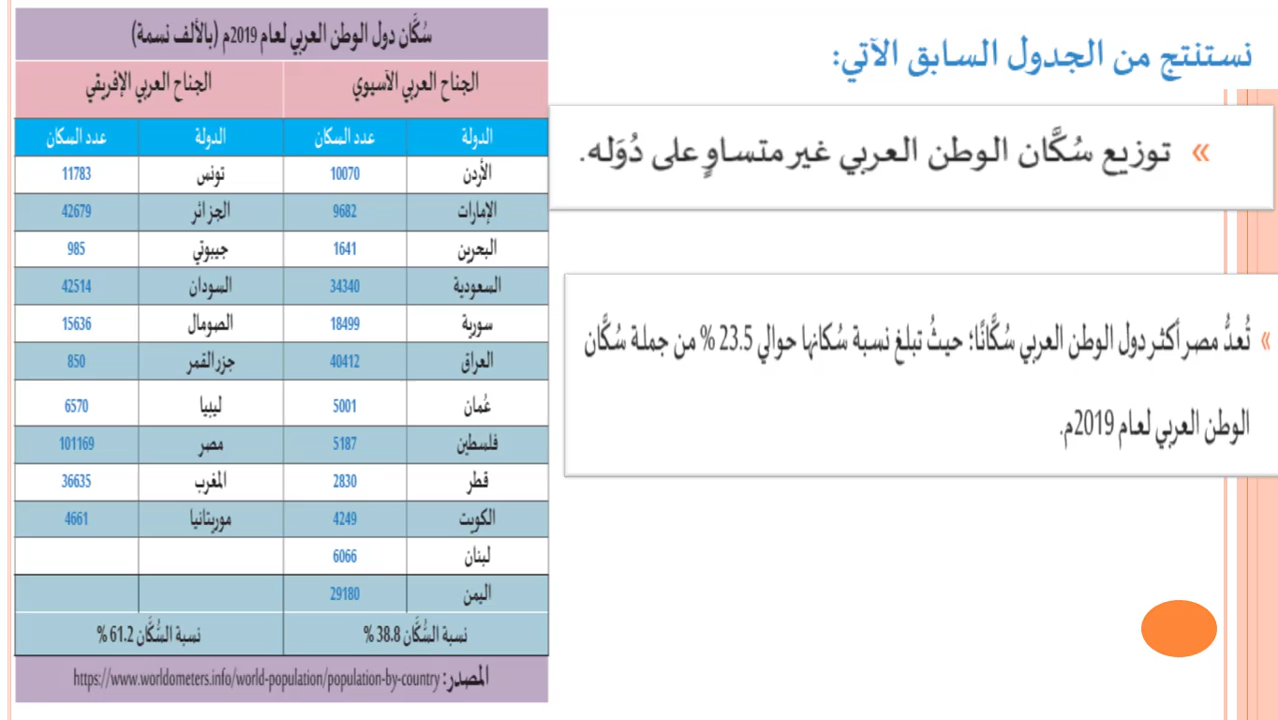 نستنتج من الجدول السابق الآتي:
« توزيع سُكَّان الوطن العربي غير متساوٍ على دُوَله.
« تُعدُّ مصر أكثر دول الوطن العربي سُكَّانًا؛ حيثُ تبلغ نسبة سُكانها حوالي 23.5 % من جملة سُكَّان
الوطن العربي لعام 2019م.
سُكَّان دول الوطن العربي لعام 2019م (بالألف نسمة)
الجناح العربي الآسيوي الجناح العربي الإفريقي
الدولة عدد السكان الدولة عدد السكان
الأردن 10070 تونس 11783
الإمارات 9682 الجزائر 42679
البحرين 1641 جيبوتي 985
السعودية 34340 السودان 42514
سورية 18499 الصومال 15636
العراق 40412 جزر القمر 850
عُمان 5001 ليبيا 6570
فلسطين 5187 مصر 101169
قطر 2830 المغرب 36635
الكويت 4249 موريتانيا 4661
لبنان 6066
اليمن 29180
نسبة السُّكَّان 38.8 % نسبة السُّكَّان 61.2 %
المصدر: https://www.worldometers.info/world-population/population-by-country